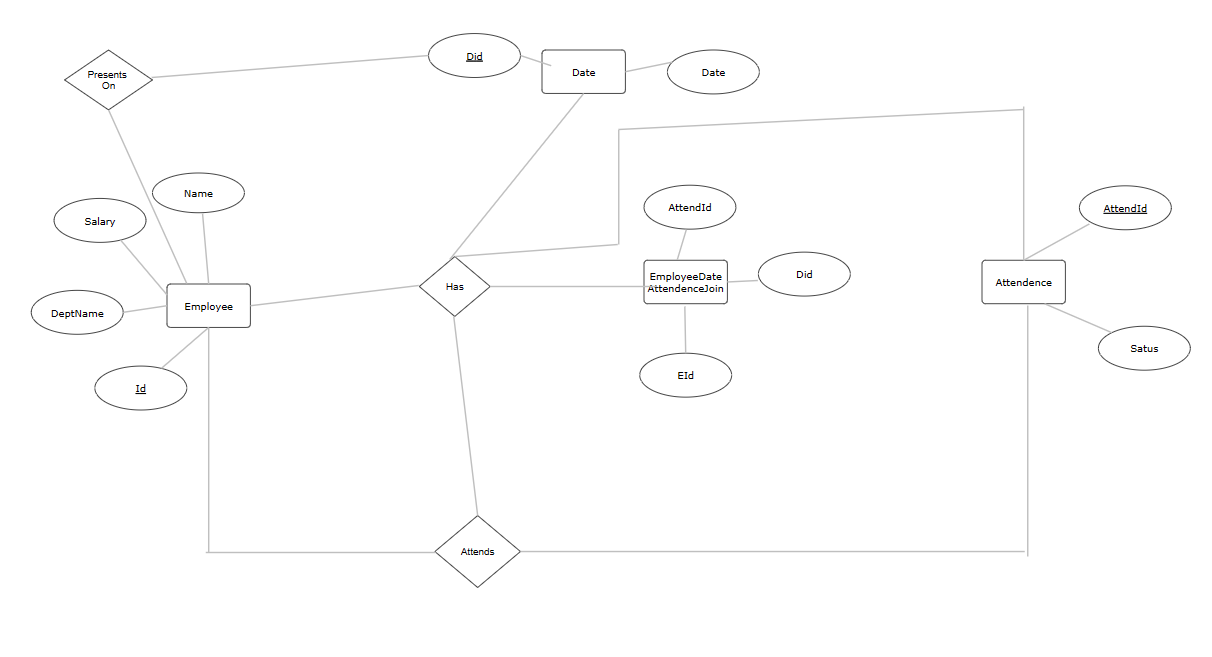 Presents
On
Did
Date
Date
Name
Salary
DeptName
Employee
Id
Has
AttendId
EmployeeDate
AttendenceJoin
Did
EId
AttendId
Attendence
Satus
Attends